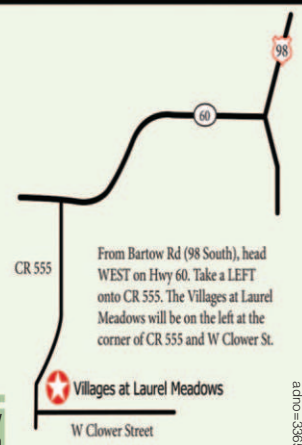 98
60
CR 555
From Bartow Rd (98 South), head
WEST on Hwy 60. Take a LEFT
onto CR 555. The Villages at Laurel
Meadows will be on the left at the
corner of CR 555 and W Clower St.
Villages at Laurel Meadows
W Clower Street